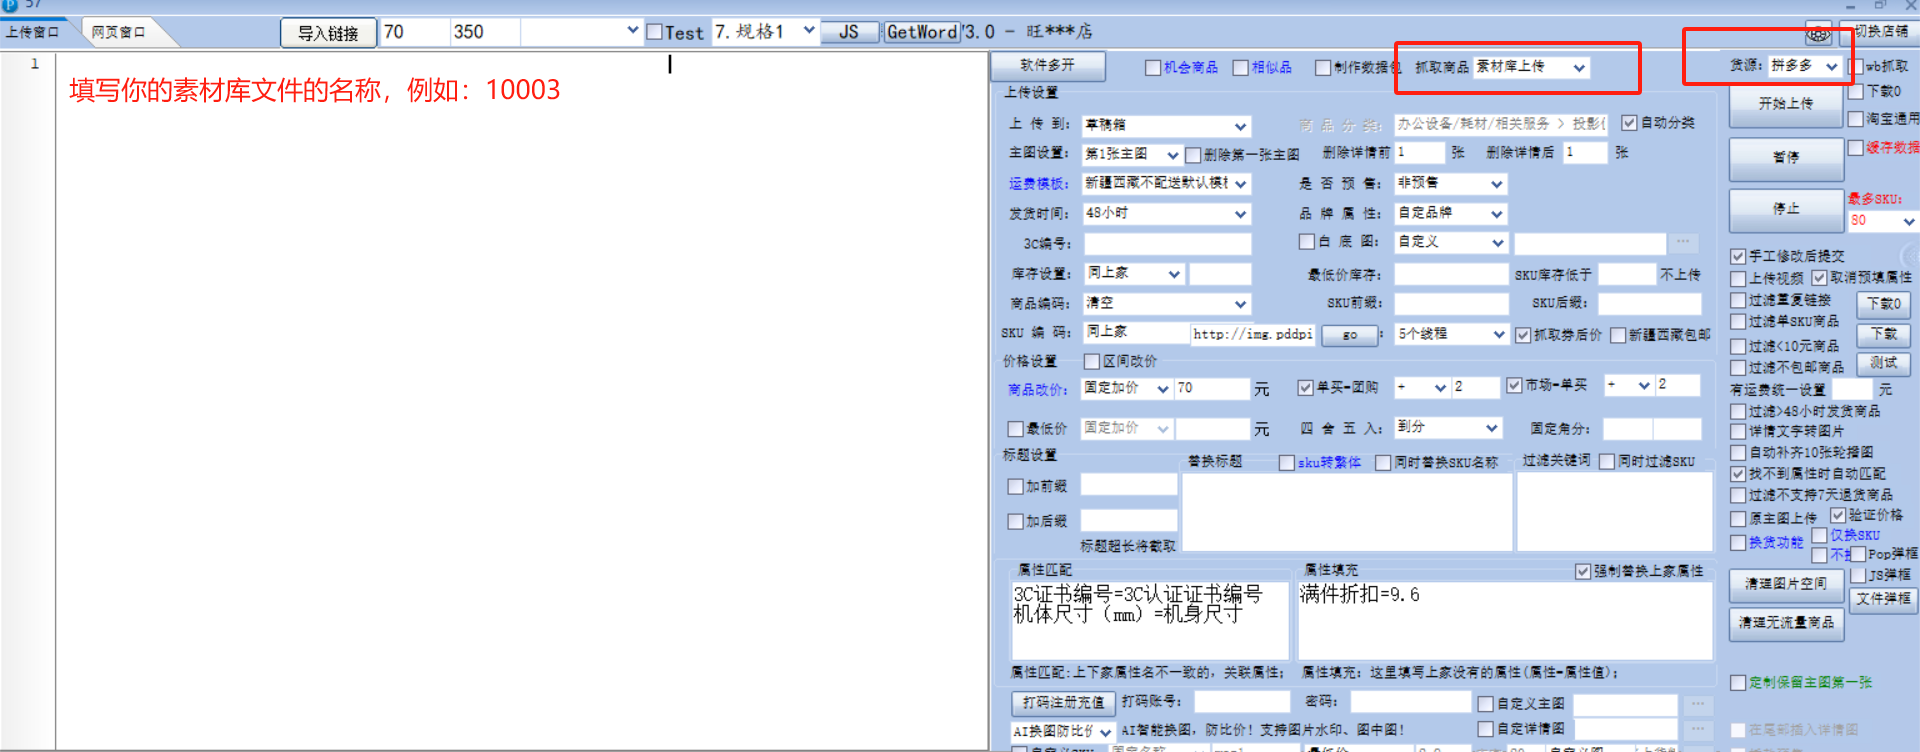 57
上传窗口 网页窗口 导入链接 70 350 Test 7.规格1 JS GetWord '3.0 - 旺***店 切换店铺
1 填写你的素材库文件的名称，例如：10003
软件多开 机会商品 相似品 制作数据包 抓取商品 素材库上传 货源: 拼多多 wb抓取
上传设置 开始上传 下载0
上 传 到: 草稿箱 商 品 分 类: 办公设备/耗材/相关服务 > 投影 自动分类 淘宝通用
主图设置: 第1张主图 删除第一张主图 删除详情前 1 张 删除详情后 1 张 暂停 缓存数据
运费模板: 新疆西藏不配送默认模 是 否 预 售: 非预售
发货时间: 48小时 品 牌 属 性: 自定品牌 停止 最多SKU:
80
3C编号: 白 底 图: 自定义 ...
手工修改后提交
库存设置: 同上家 最低价库存: SKU库存低于 不上传 上传视频 取消预填属性
商品编码: 清空 SKU前缀: SKU后缀: 过滤重复链接 下载0
SKU 编 码: 同上家 http://img.pddpi go : 5个线程 抓取券后价 新疆西藏包邮 过滤单SKU商品 下载
过滤<10元商品
价格设置 区间改价 过滤不包邮商品 测试
商品改价: 固定加价 70 元 单买-团购 + 2 市场-单买 + 2 有运费统一设置 元
过滤>48小时发货商品
最低价 固定加价 元 四 舍 五 入: 到分 固定角分: 详情文字转图片
自动补齐10张轮播图
标题设置 替换标题 sku转繁体 同时替换SKU名称 过滤关键词 同时过滤SKU
找不到属性时自动匹配
加前缀 过滤不支持7天退货商品
加后缀 原主图上传 验证价格
标题超长将截取 换货功能 仅换SKU
Pop弹框
属性匹配 属性填充 强制替换上家属性 清理图片空间 JS弹框
3C证书编号=3C认证证书编号 满件折扣=9.6 文件弹框
机体尺寸（mm）=机身尺寸 清理无流量商品
属性匹配:上下家属性名不一致的，关联属性; 属性填充: 这里填写上家没有的属性(属性=属性值);
定制保留主图第一张
打码注册充值 打码账号: 密码: 自定义主图 ...
AI换图防比价 AI智能换图，防比价! 支持图片水印、图中图! 自定详情图 ... 在尾部插入详情图